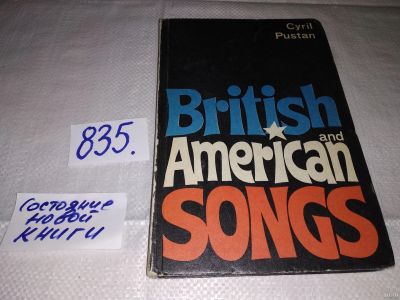 Cyril
Pustan
British
and
American
SONGS
835.
Состояние
новой
книги